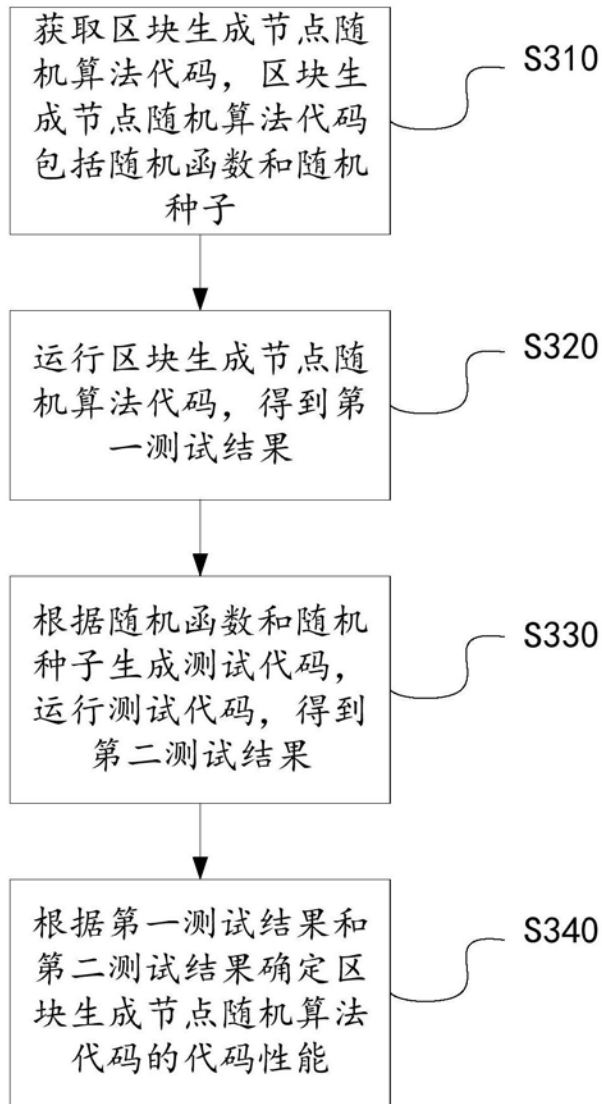 获取区块生成节点随
机算法代码，区块生
成节点随机算法代码
包括随机函数和随机
种子
S310
运行区块生成节点随
机算法代码，得到第
一测试结果
S320
根据随机函数和随机
种子生成测试代码，
运行测试代码，得到
第二测试结果
S330
根据第一测试结果和
第二测试结果确定区
块生成节点随机算法
代码的代码性能
S340